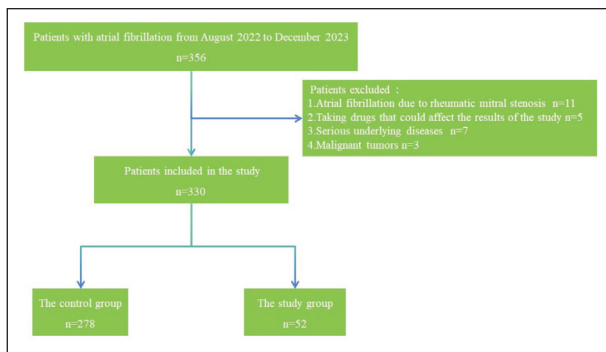 Patients with atrial fibrillation from August 2022 to December 2023
n=356
Patients excluded :
1.Atrial fibrillation due to rheumatic mitral stenosis n=11
2.Taking drugs that could affect the results of the study n=5
3.Serious underlying diseases n=7
4.Malignant tumors n=3
Patients included in the study
n=330
The control group
n=278
The study group
n=52